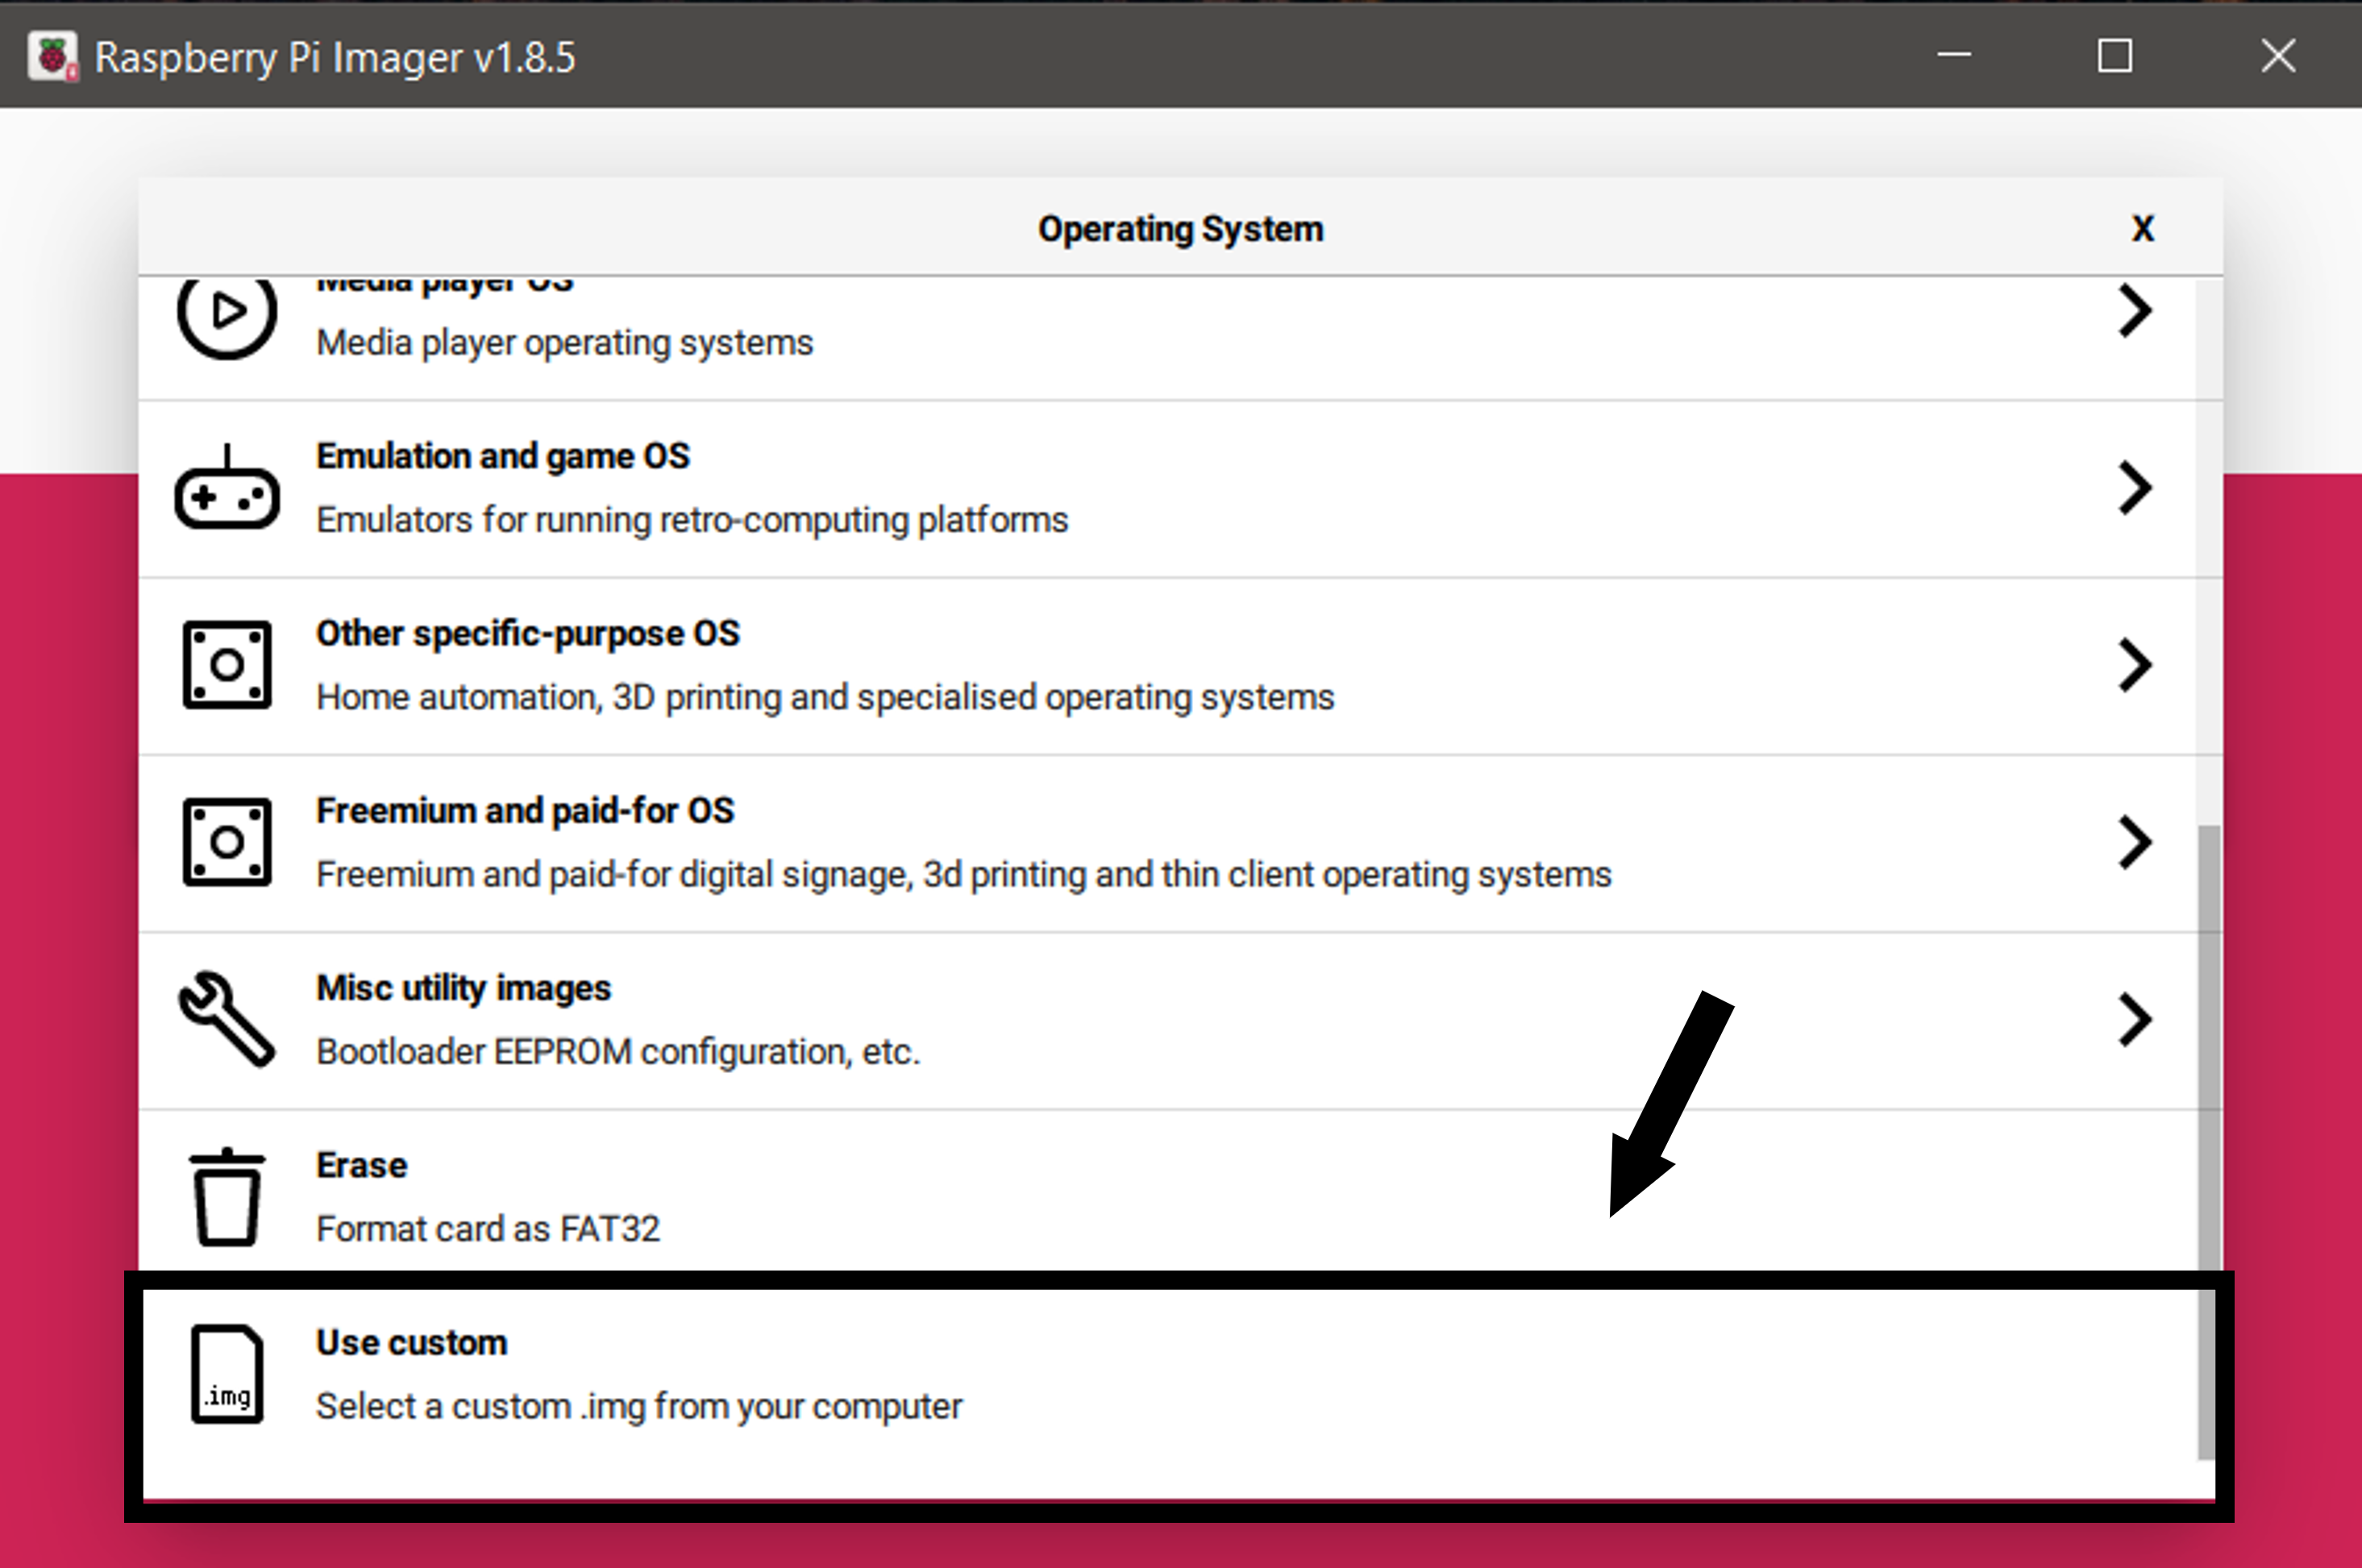 Raspberry Pi Imager v1.8.5
Operating System
X
Media player OS
Media player operating systems
Emulation and game OS
Emulators for running retro-computing platforms
Other specific-purpose OS
Home automation, 3D printing and specialised operating systems
Freemium and paid-for OS
Freemium and paid-for digital signage, 3d printing and thin client operating systems
Misc utility images
Bootloader EEPROM configuration, etc.
Erase
Format card as FAT32
Use custom
.img
Select a custom .img from your computer